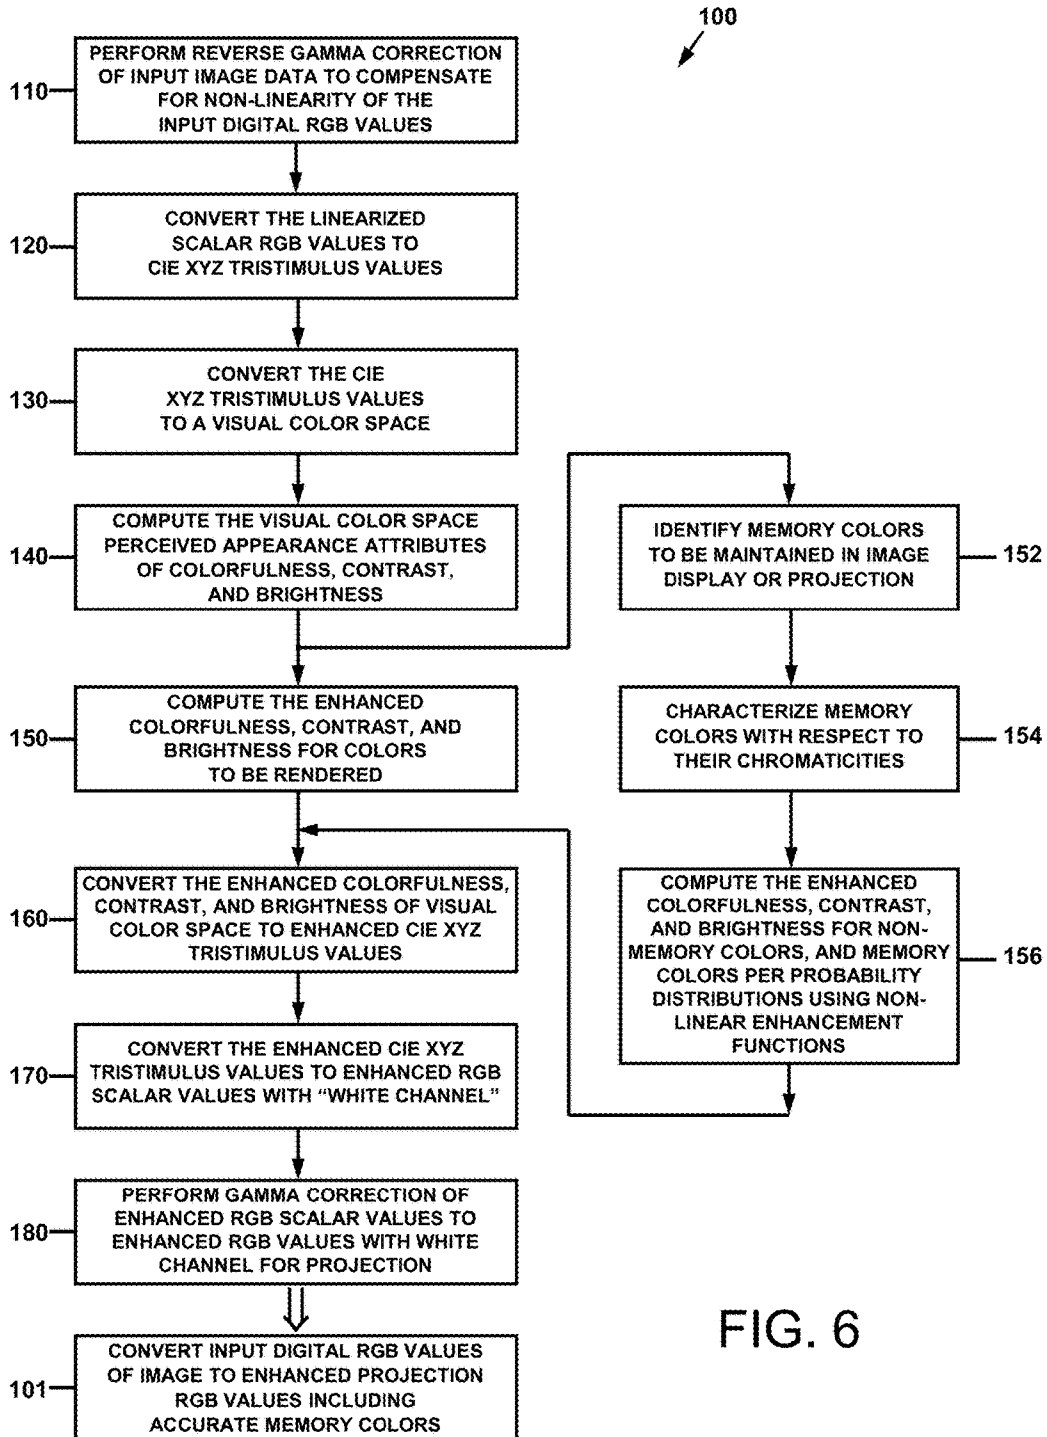 100
PERFORM REVERSE GAMMA CORRECTION
OF INPUT IMAGE DATA TO COMPENSATE
FOR NON-LINEARITY OF THE
INPUT DIGITAL RGB VALUES
110
CONVERT THE LINEARIZED
SCALAR RGB VALUES TO
CIE XYZ TRISTIMULUS VALUES
120
CONVERT THE CIE
XYZ TRISTIMULUS VALUES
TO A VISUAL COLOR SPACE
130
COMPUTE THE VISUAL COLOR SPACE
PERCEIVED APPEARANCE ATTRIBUTES
OF COLORFULNESS, CONTRAST,
AND BRIGHTNESS
140
IDENTIFY MEMORY COLORS
TO BE MAINTAINED IN IMAGE
DISPLAY OR PROJECTION
152
COMPUTE THE ENHANCED
COLORFULNESS, CONTRAST, AND
BRIGHTNESS FOR COLORS
TO BE RENDERED
150
CHARACTERIZE MEMORY
COLORS WITH RESPECT TO
THEIR CHROMATICITIES
154
CONVERT THE ENHANCED COLORFULNESS,
CONTRAST, AND BRIGHTNESS OF VISUAL
COLOR SPACE TO ENHANCED CIE XYZ
TRISTIMULUS VALUES
160
COMPUTE THE ENHANCED
COLORFULNESS, CONTRAST,
AND BRIGHTNESS FOR NON-
MEMORY COLORS, AND MEMORY
COLORS PER PROBABILITY
DISTRIBUTIONS USING NON-
LINEAR ENHANCEMENT
FUNCTIONS
156
CONVERT THE ENHANCED CIE XYZ
TRISTIMULUS VALUES TO ENHANCED RGB
SCALAR VALUES WITH “WHITE CHANNEL”
170
PERFORM GAMMA CORRECTION OF
ENHANCED RGB SCALAR VALUES TO
ENHANCED RGB VALUES WITH WHITE
CHANNEL FOR PROJECTION
180
CONVERT INPUT DIGITAL RGB VALUES
OF IMAGE TO ENHANCED PROJECTION
RGB VALUES INCLUDING
ACCURATE MEMORY COLORS
101
FIG. 6